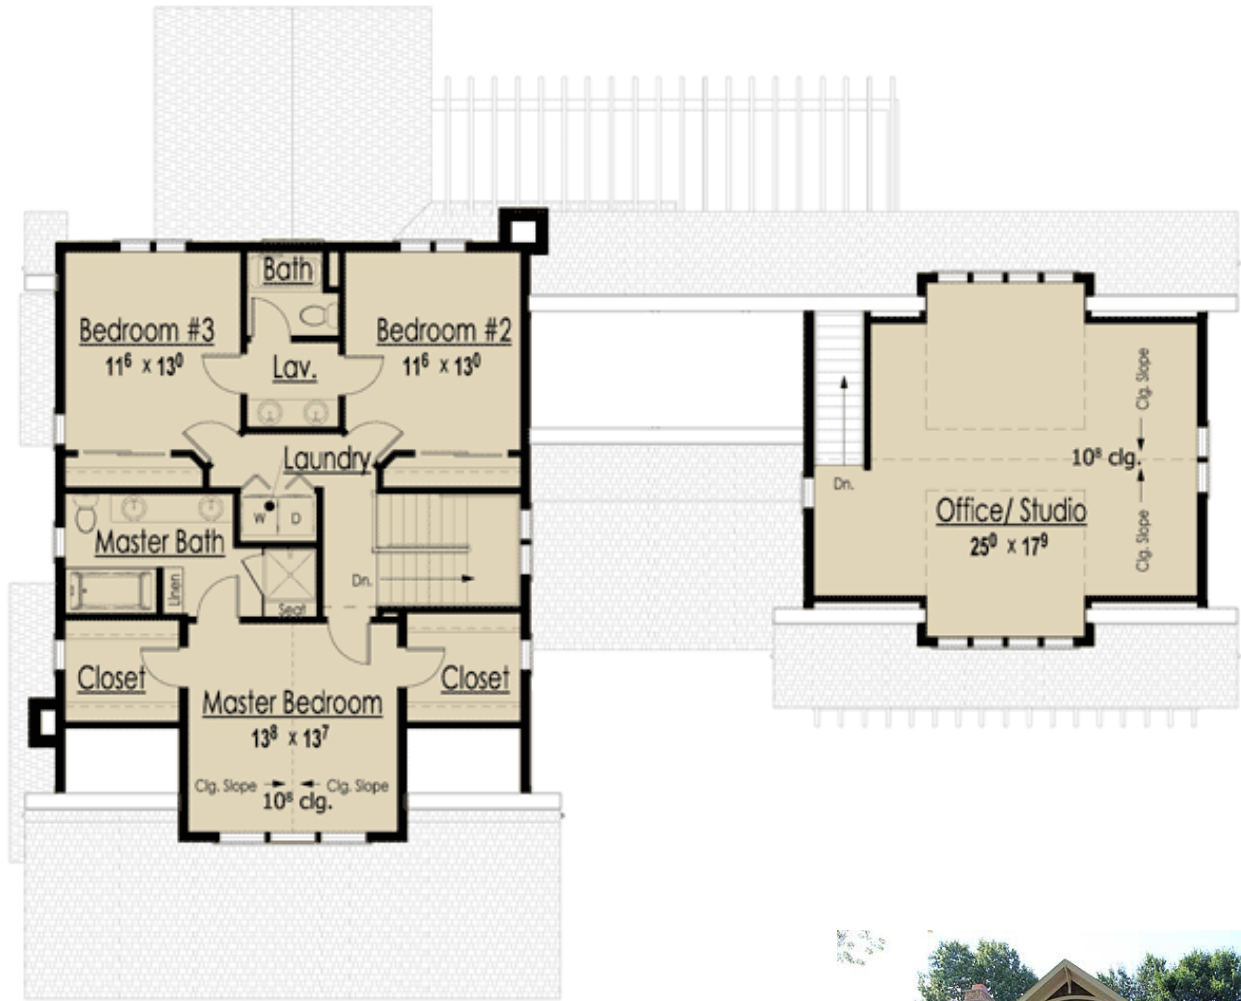 Bath
Bedroom #3
11⁶ x 13⁰
Bedroom #2
11⁶ x 13⁰
Lav.
Laundry
W
D
Master Bath
Linen
Seat
Dn.
Closet
Closet
Master Bedroom
13⁸ x 13⁷
Clg. Slope
Clg. Slope
10⁸ clg.
Dn.
Clg. Slope
10⁸ clg.
Office/ Studio
25⁰ x 17⁹
Clg. Slope